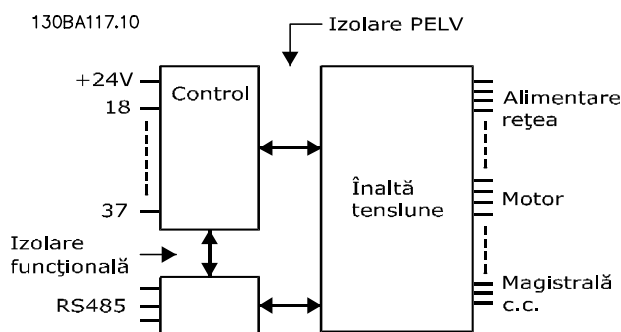 130BA117.10
Izolare PELV
+24V
18
37
Control
Înaltă
tenslune
Alimentare
reţea
Motor
Magistrală
c.c.
Izolare
funcţională
RS485